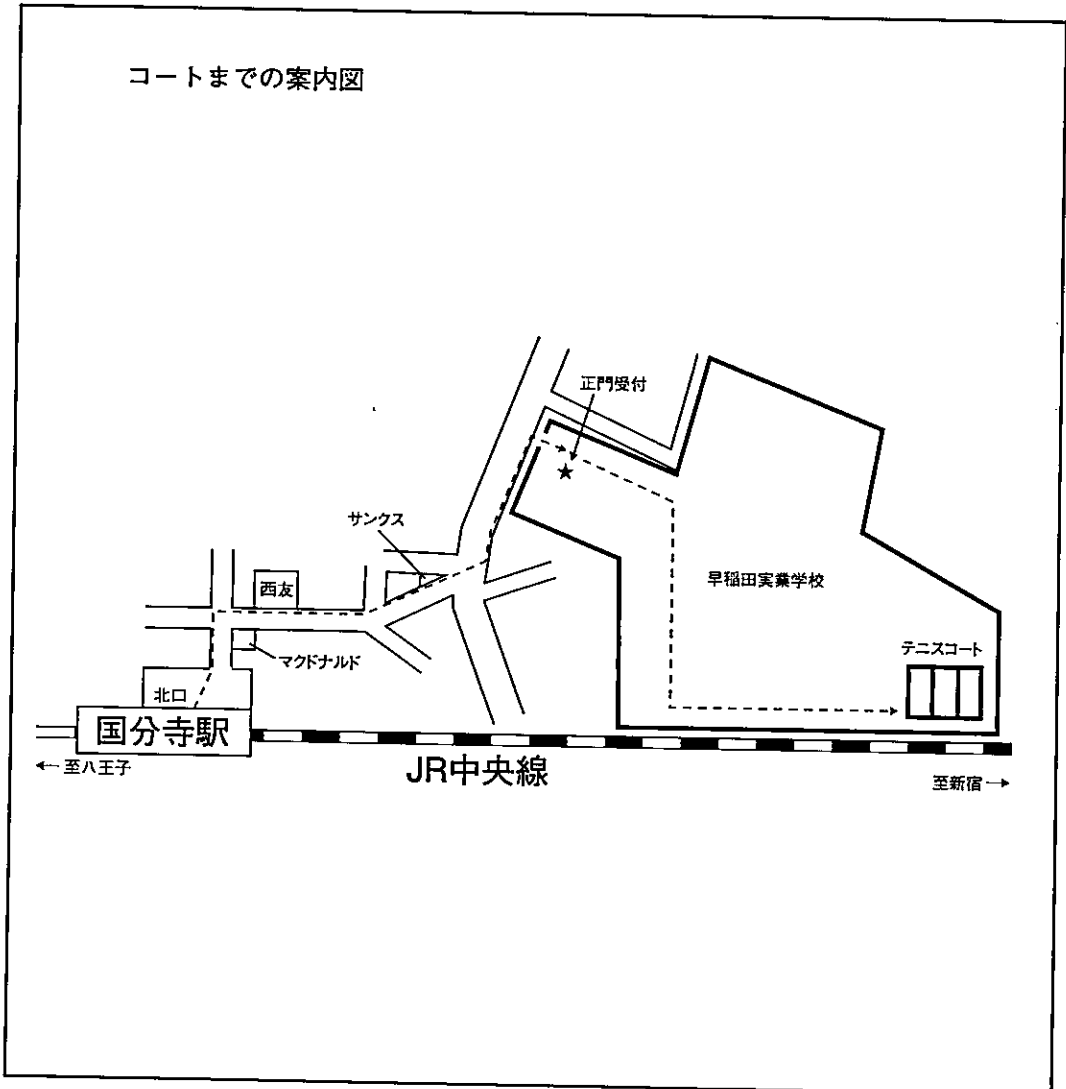 コートまでの案内図
正門受付
★
サンクス
西友
早稲田実業学校
マクドナルド
テニスコート
北口
国分寺駅
JR中央線
←至八王子
至新宿→